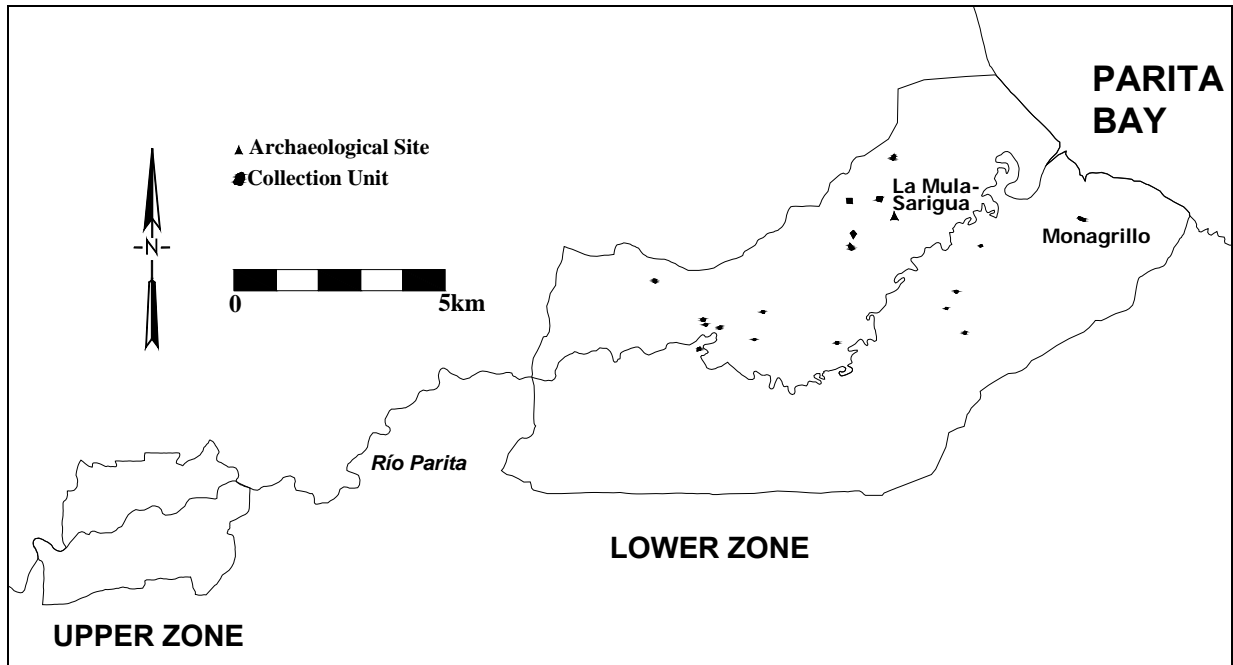 PARITA
BAY
Archaeological Site
Collection Unit
La Mula-
Sarigua
Monagrillo
N
0
5km
Río Parita
LOWER ZONE
UPPER ZONE